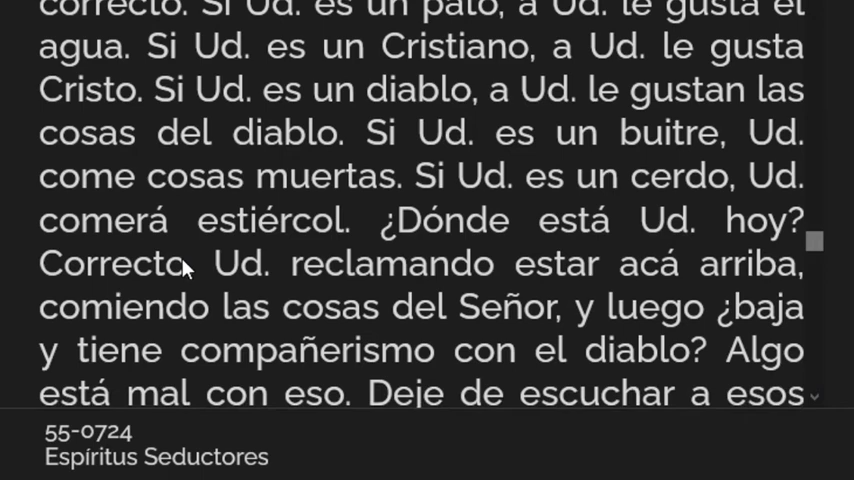 correcto. Si Ud. es un pato, a Ud. le gusta el
agua. Si Ud. es un Cristiano, a Ud. le gusta
Cristo. Si Ud. es un diablo, a Ud. le gustan las
cosas del diablo. Si Ud. es un buitre, Ud.
come cosas muertas. Si Ud. es un cerdo, Ud.
comerá estiércol. ¿Dónde está Ud. hoy?
Correcto. Ud. reclamando estar acá arriba,
comiendo las cosas del Señor, y luego ¿baja
y tiene compañerismo con el diablo? Algo
está mal con eso. Deje de escuchar a esos
55-0724
Espíritus Seductores